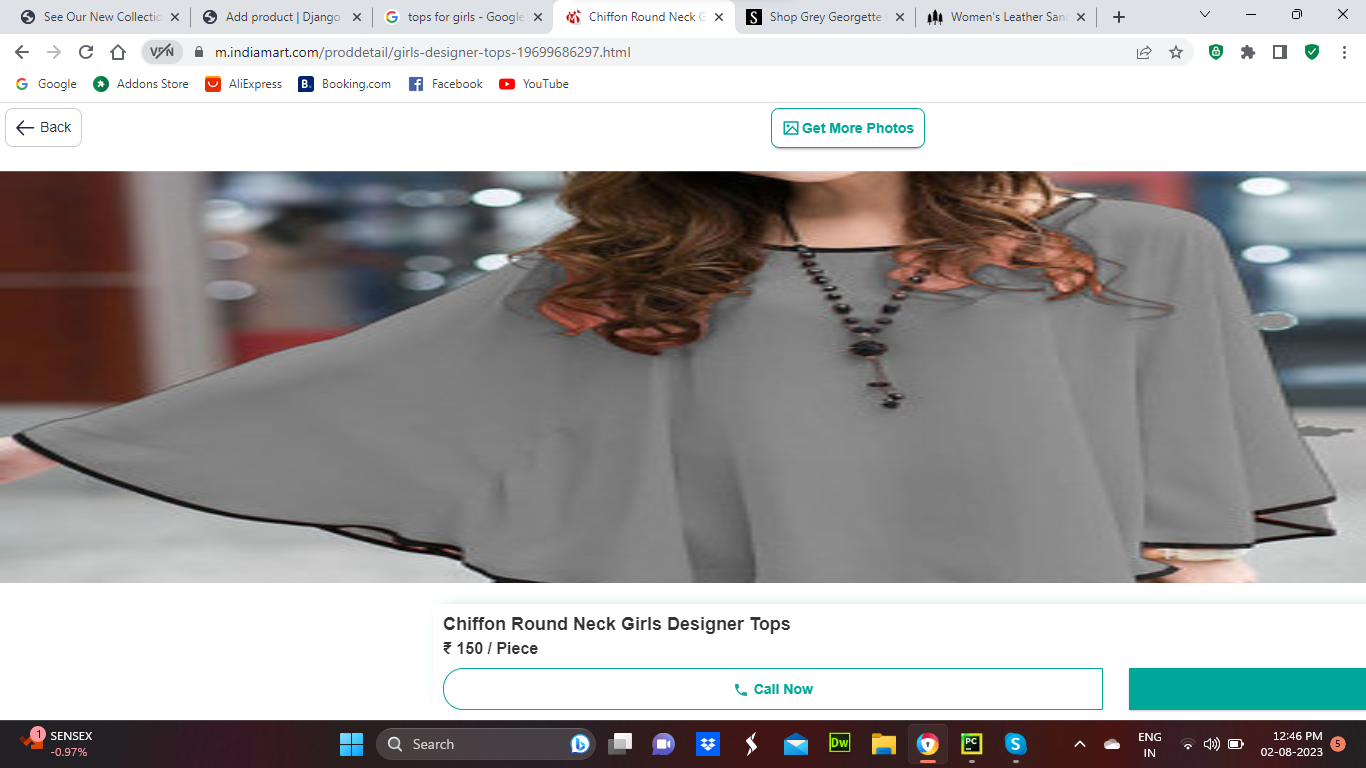 See Our New Collectic
Add product | Django
tops for girls - Google
Chiffon Round Neck G
Shop Grey Georgette
Women's Leather San
VPN
m.indiamart.com/proddetail/girls-designer-tops-19699686297.html
Google
Addons Store
AliExpress
B.
Booking.com
Facebook
YouTube
Back
Get More Photos
Chiffon Round Neck Girls Designer Tops
₹ 150 / Piece
Call Now
1
SENSEX
-0.97%
Search
Dw
PC
ENG
IN
12:46 PM
02-08-2023
5